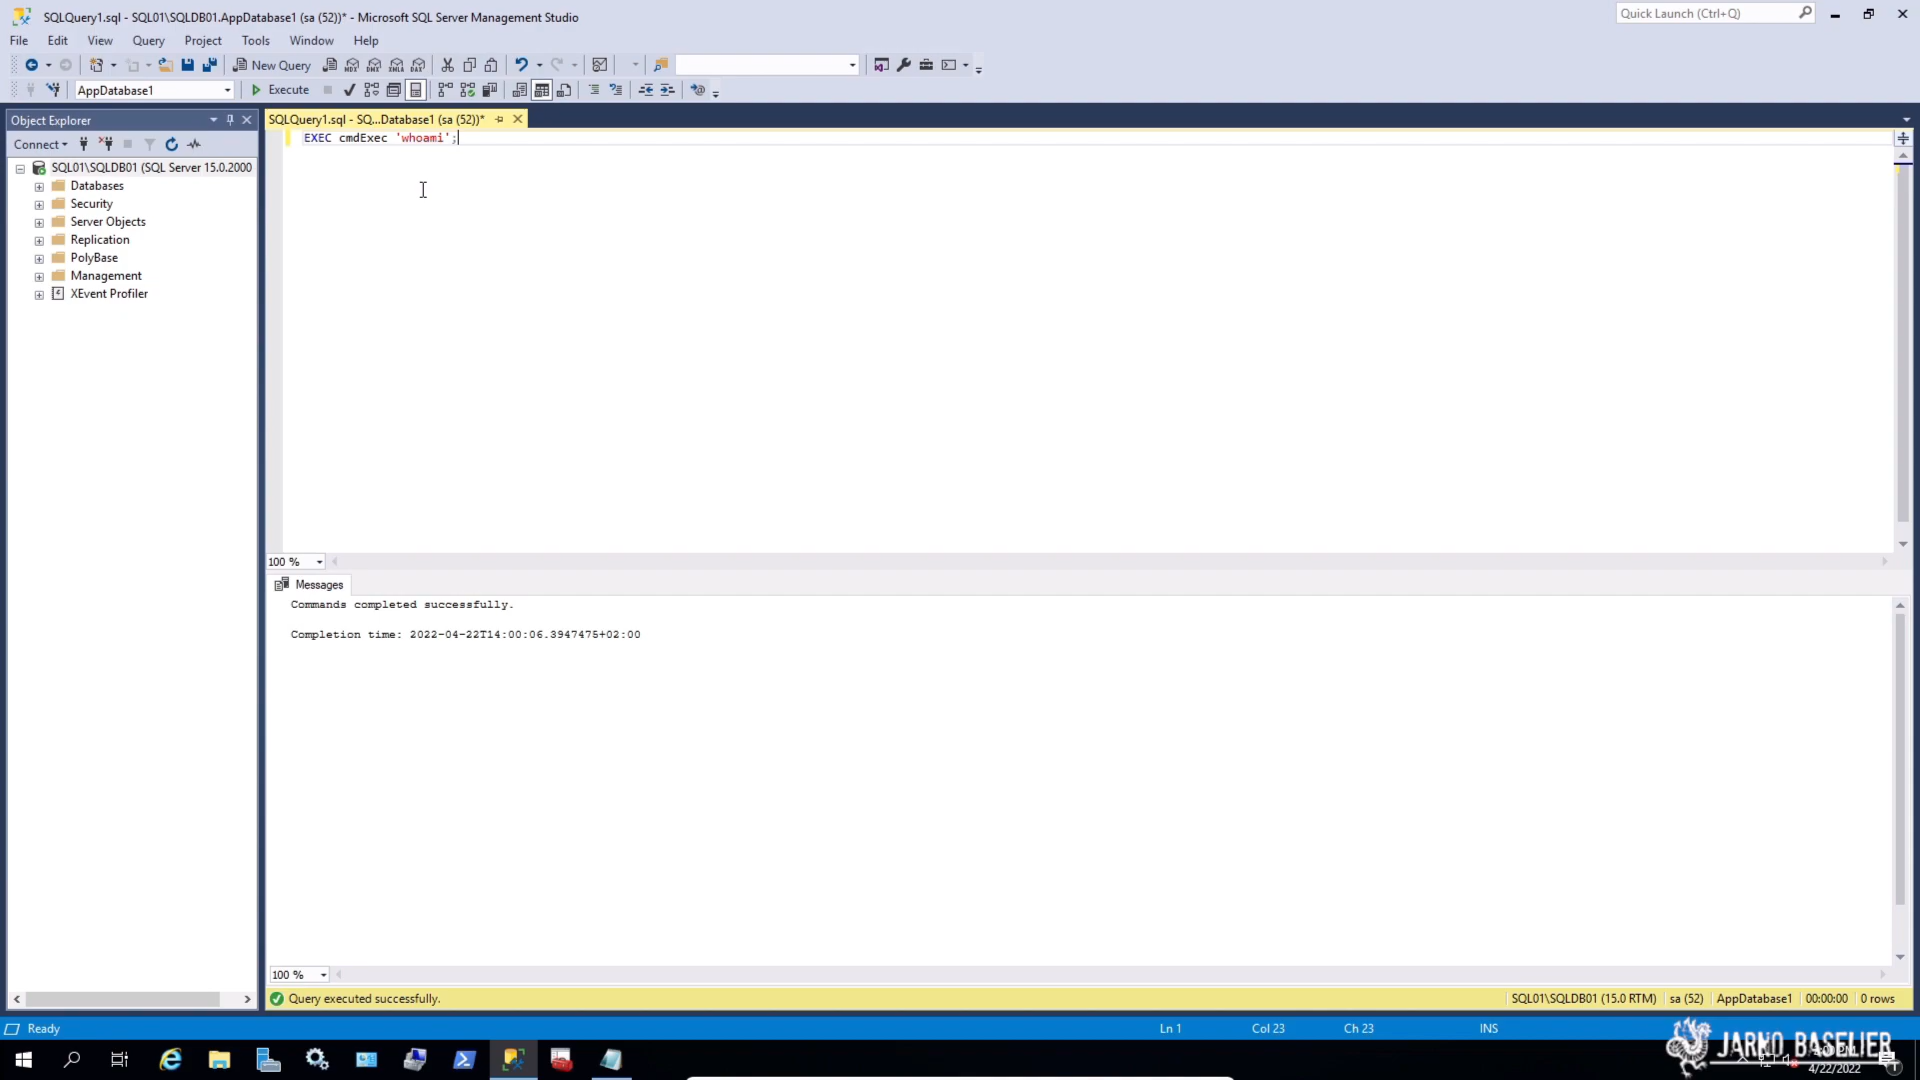 SQLQuery1.sql - SQL01\SQLDB01.AppDatabase1 (sa (52))* - Microsoft SQL Server Management Studio
Quick Launch (Ctrl+Q)
File Edit View Query Project Tools Window Help
New Query
AppDatabase1
Execute
Object Explorer
SQLQuery1.sql - SQ...Database1 (sa (52))*
Connect
EXEC cmdExec 'whoami';
SQL01\SQLDB01 (SQL Server 15.0.2000
Databases
Security
Server Objects
Replication
PolyBase
Management
XEvent Profiler
100 %
Messages
Commands completed successfully.
Completion time: 2022-04-22T14:00:06.3947475+02:00
100 %
Query executed successfully.
SQL01\SQLDB01 (15.0 RTM) sa (52) AppDatabase1 00:00:00 0 rows
Ready
Ln 1 Col 23 Ch 23 INS
JARNO BASELIER
4/22/2022